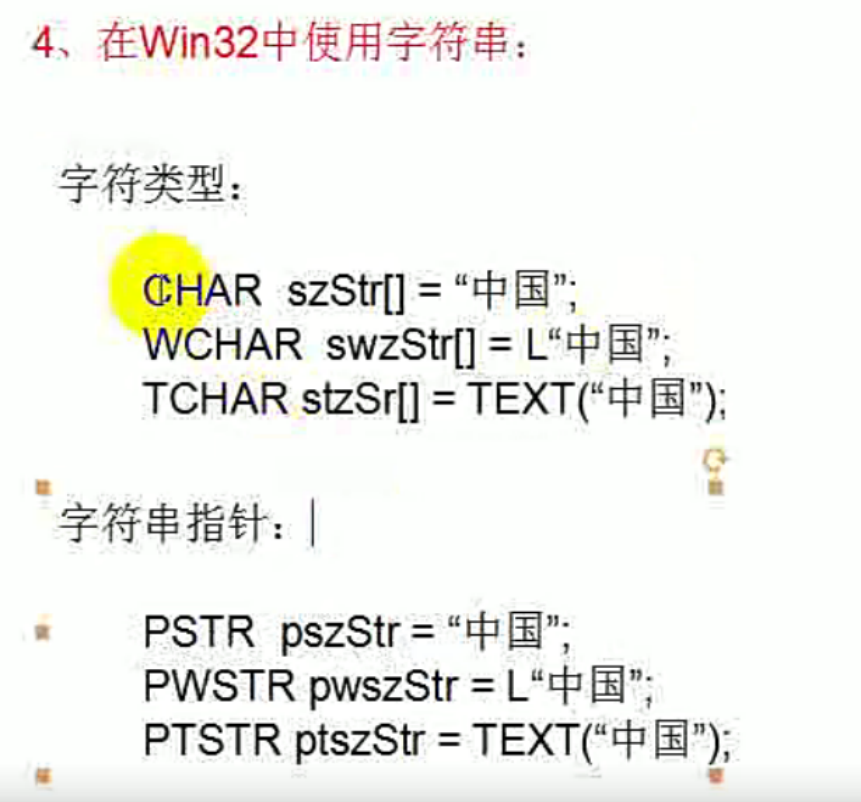 4、在Win32中使用字符串：
字符类型：
CHAR szStr[] = “中国”;
WCHAR swzStr[] = L“中国”;
TCHAR stzSr[] = TEXT(“中国”);
字符串指针：
PSTR pszStr = “中国”;
PWSTR pwszStr = L“中国”;
PTSTR ptszStr = TEXT(“中国”);